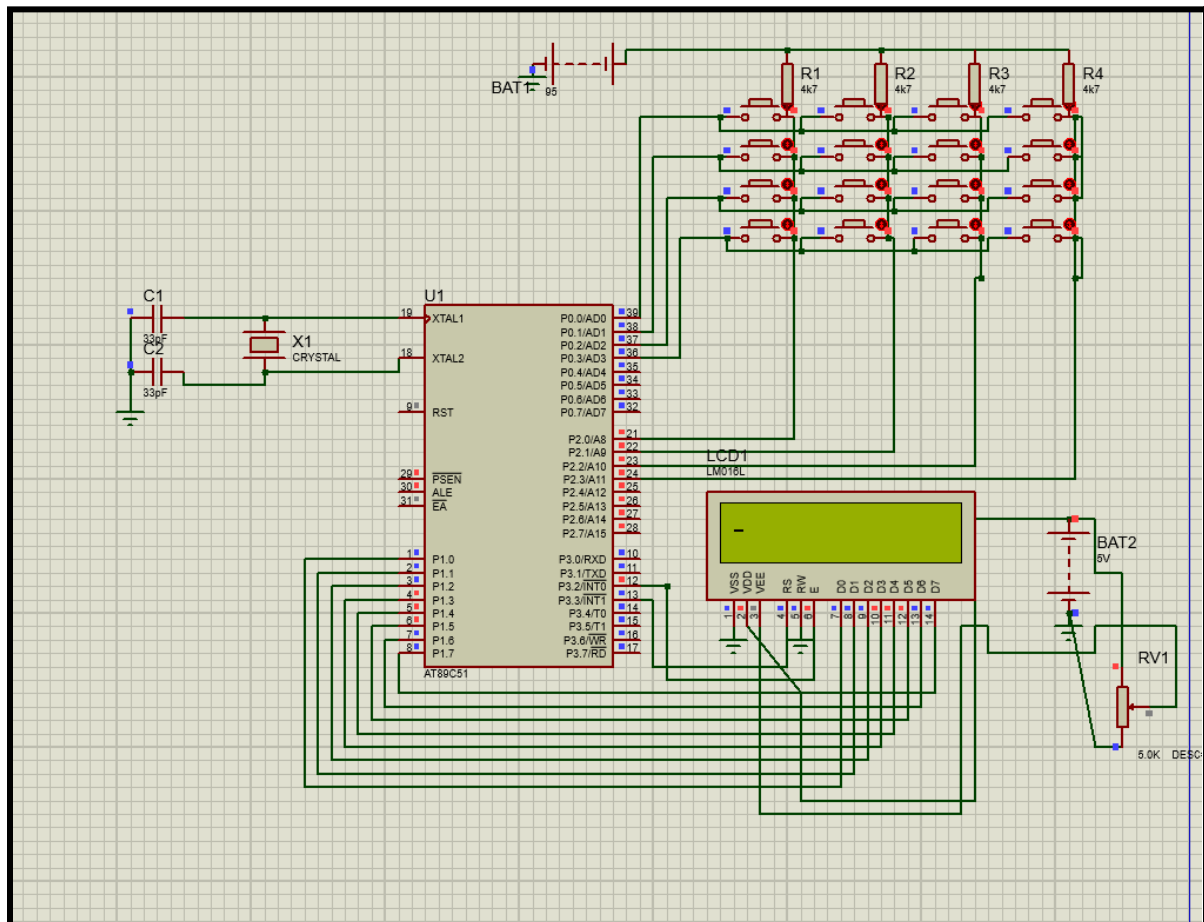 BAT1
95
R1
4k7
R2
4k7
R3
4k7
R4
4k7
C1
33pF
C2
33pF
X1
CRYSTAL
U1
19 XTAL1
18 XTAL2
9 RST
29 PSEN
30 ALE
31 EA
1 P1.0
2 P1.1
3 P1.2
4 P1.3
5 P1.4
6 P1.5
7 P1.6
8 P1.7
P0.0/AD0 39
P0.1/AD1 38
P0.2/AD2 37
P0.3/AD3 36
P0.4/AD4 35
P0.5/AD5 34
P0.6/AD6 33
P0.7/AD7 32
P2.0/A8 21
P2.1/A9 22
P2.2/A10 23
P2.3/A11 24
P2.4/A12 25
P2.5/A13 26
P2.6/A14 27
P2.7/A15 28
P3.0/RXD 10
P3.1/TXD 11
P3.2/INT0 12
P3.3/INT1 13
P3.4/T0 14
P3.5/T1 15
P3.6/WR 16
P3.7/RD 17
AT89C51
LCD1
LM016L
VSS VDD VEE RS RW E D0 D1 D2 D3 D4 D5 D6 D7
1 2 3 4 5 6 7 8 9 10 11 12 13 14
BAT2
5V
RV1
5.0K DESC=